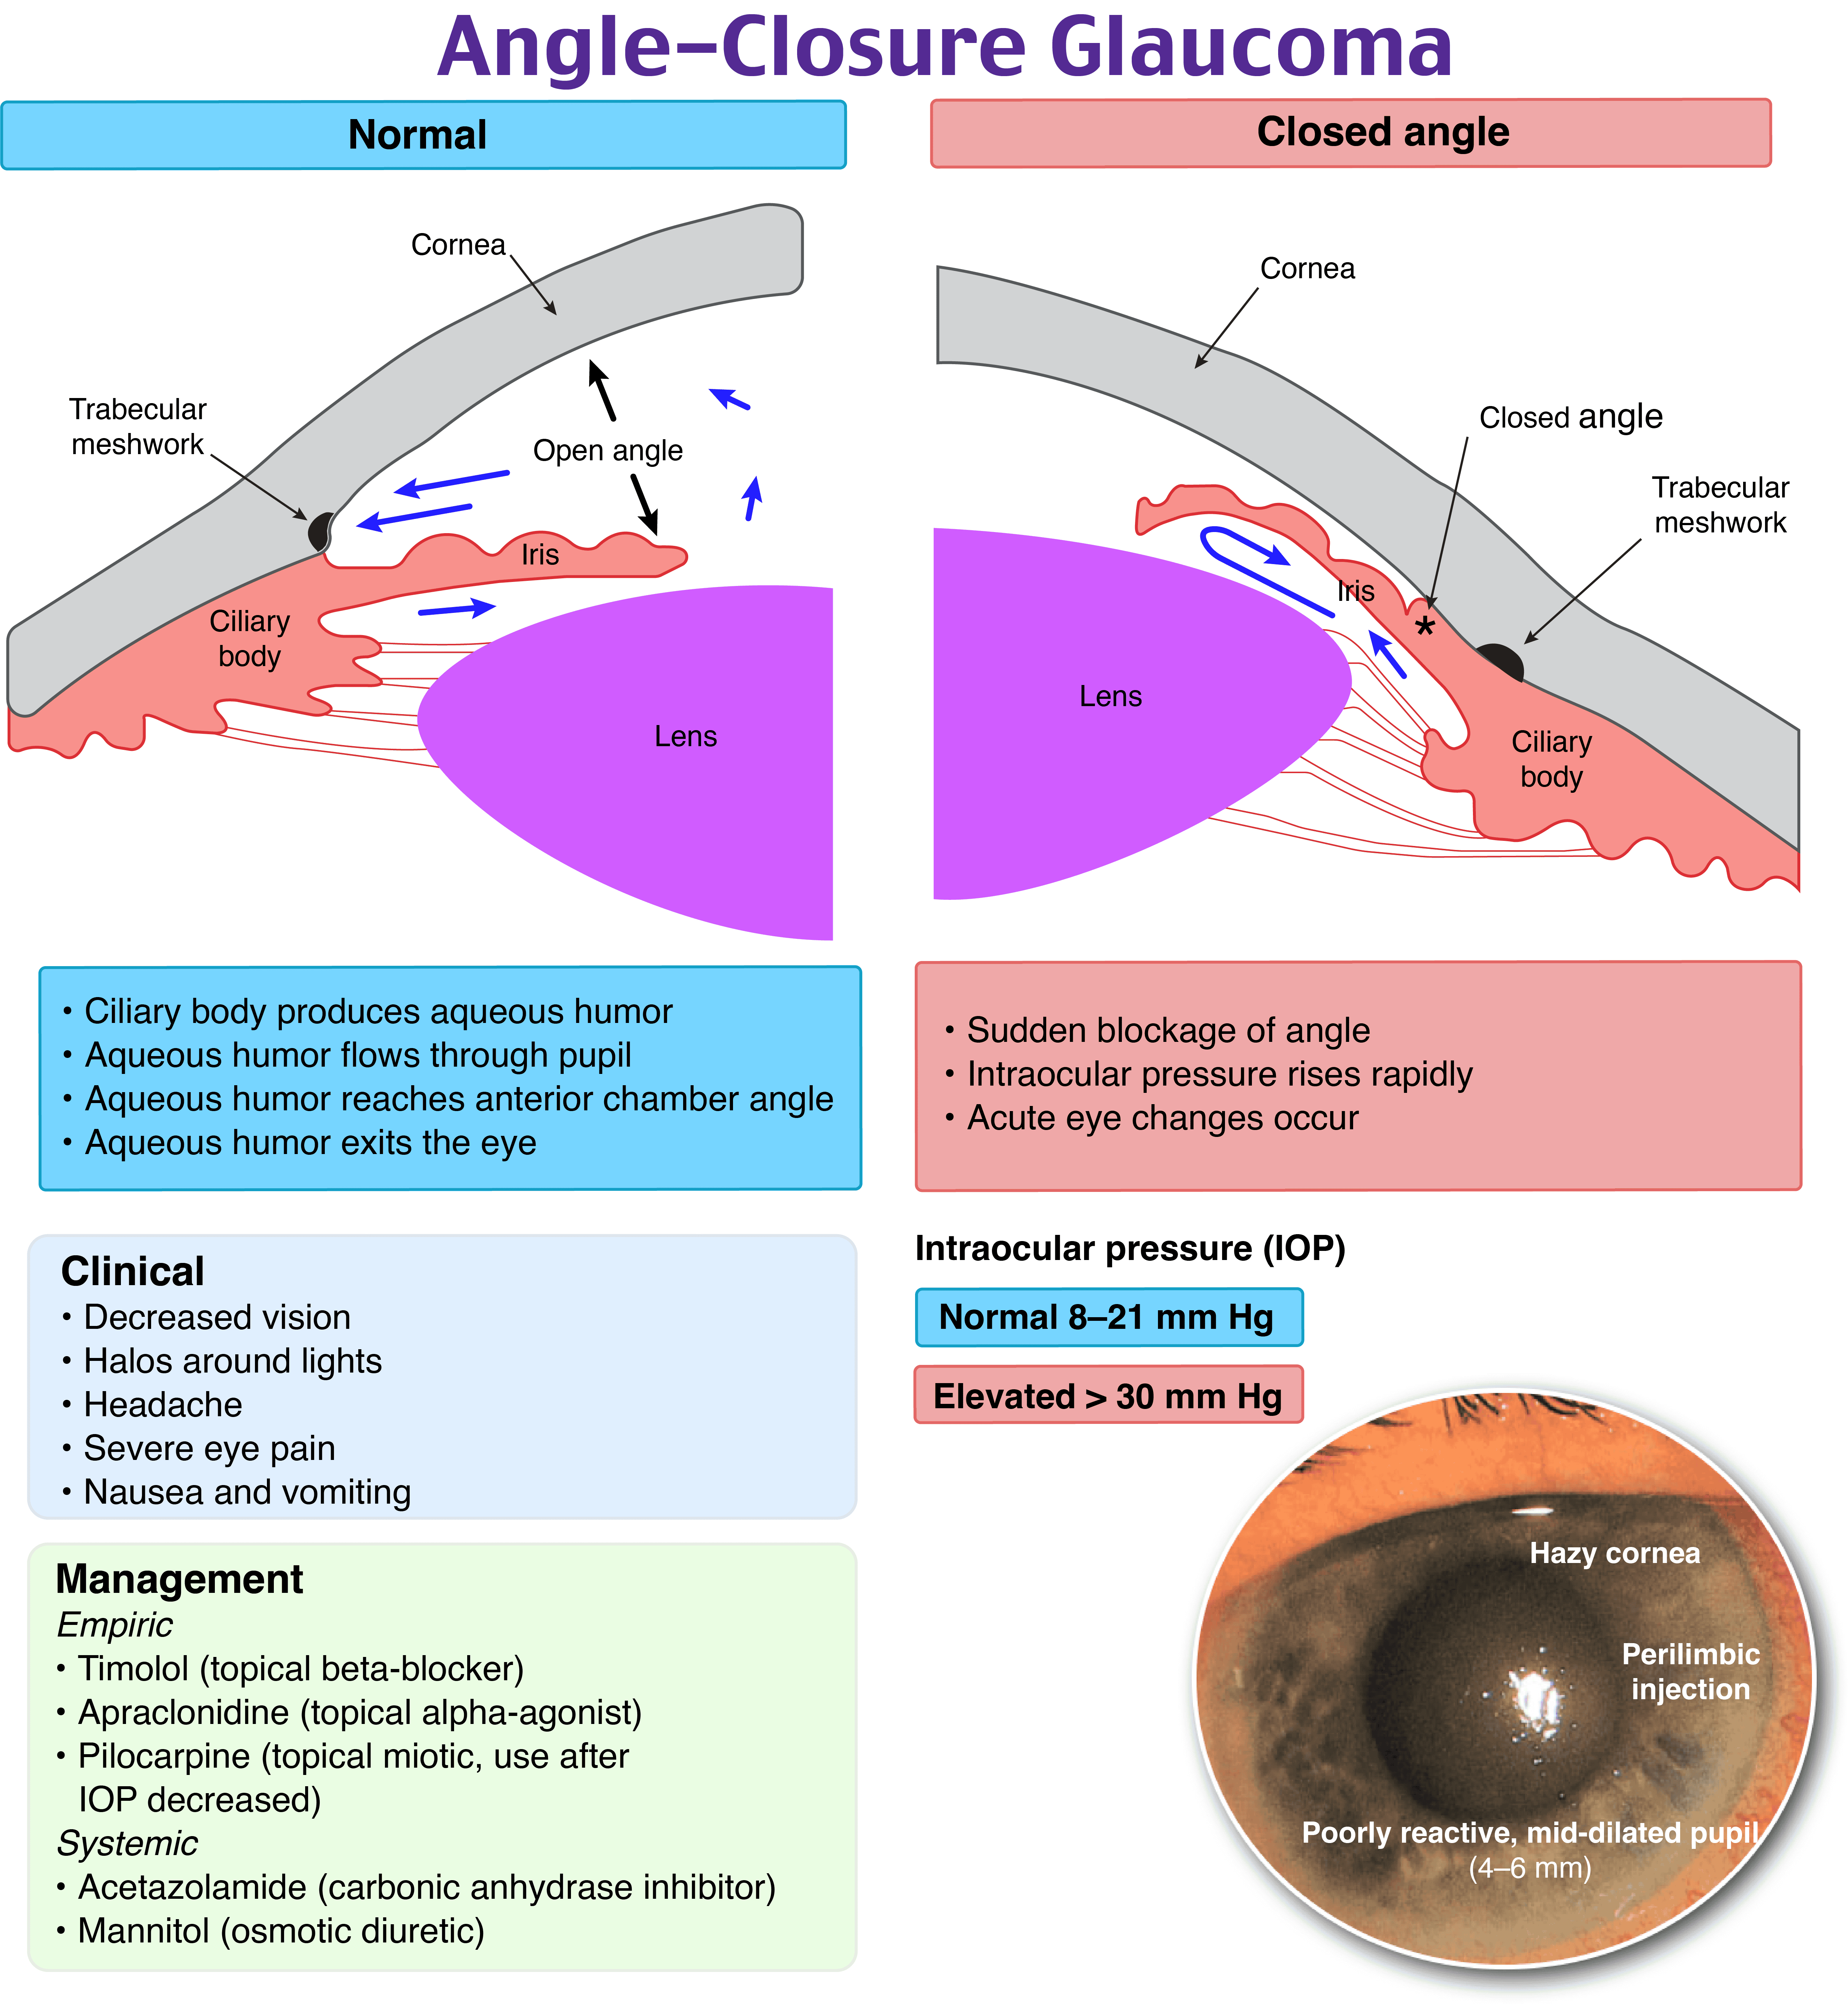 Angle–Closure Glaucoma
Normal
Cornea
Trabecular
meshwork
Open angle
Iris
Ciliary
body
Lens
• Ciliary body produces aqueous humor
• Aqueous humor flows through pupil
• Aqueous humor reaches anterior chamber angle
• Aqueous humor exits the eye
Closed angle
Cornea
Closed angle
Trabecular
meshwork
Iris
*
Lens
Ciliary
body
• Sudden blockage of angle
• Intraocular pressure rises rapidly
• Acute eye changes occur
Clinical
• Decreased vision
• Halos around lights
• Headache
• Severe eye pain
• Nausea and vomiting
Management
Empiric
• Timolol (topical beta-blocker)
• Apraclonidine (topical alpha-agonist)
• Pilocarpine (topical miotic, use after
IOP decreased)
Systemic
• Acetazolamide (carbonic anhydrase inhibitor)
• Mannitol (osmotic diuretic)
Intraocular pressure (IOP)
Normal 8–21 mm Hg
Elevated > 30 mm Hg
Hazy cornea
Perilimbic
injection
Poorly reactive, mid-dilated pupil
(4–6 mm)